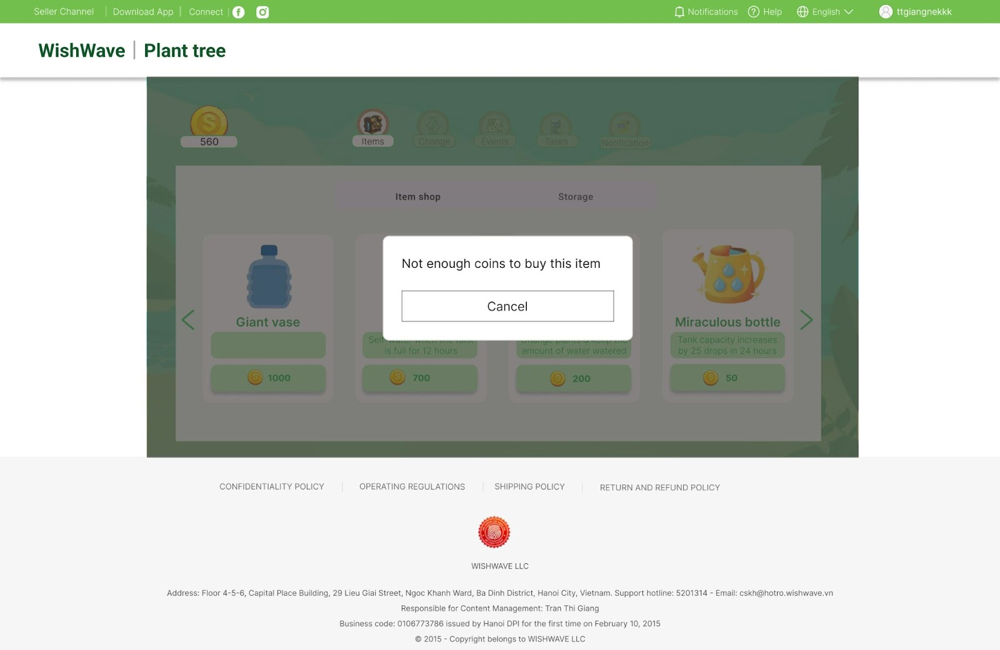 Seller Channel | Download App | Connect |
Notifications Help English ttgiangnekkk
WishWave | Plant tree
560
Items Change Events Tasks Notification
Item shop Storage
Not enough coins to buy this item
Cancel
Giant vase
1000
Self-water when the tank
is full for 12 hours
700
Change plants & keep the
amount of water watered
200
Miraculous bottle
Tank capacity increases
by 25 drops in 24 hours
50
CONFIDENTIALITY POLICY | OPERATING REGULATIONS | SHIPPING POLICY | RETURN AND REFUND POLICY
WISHWAVE LLC
Address: Floor 4-5-6, Capital Place Building, 29 Lieu Giai Street, Ngoc Khanh Ward, Ba Dinh District, Hanoi City, Vietnam. Support hotline: 5201314 - Email: cskh@hotro.wishwave.vn
Responsible for Content Management: Tran Thi Giang
Business code: 0106773786 issued by Hanoi DPI for the first time on February 10, 2015
© 2015 - Copyright belongs to WISHWAVE LLC